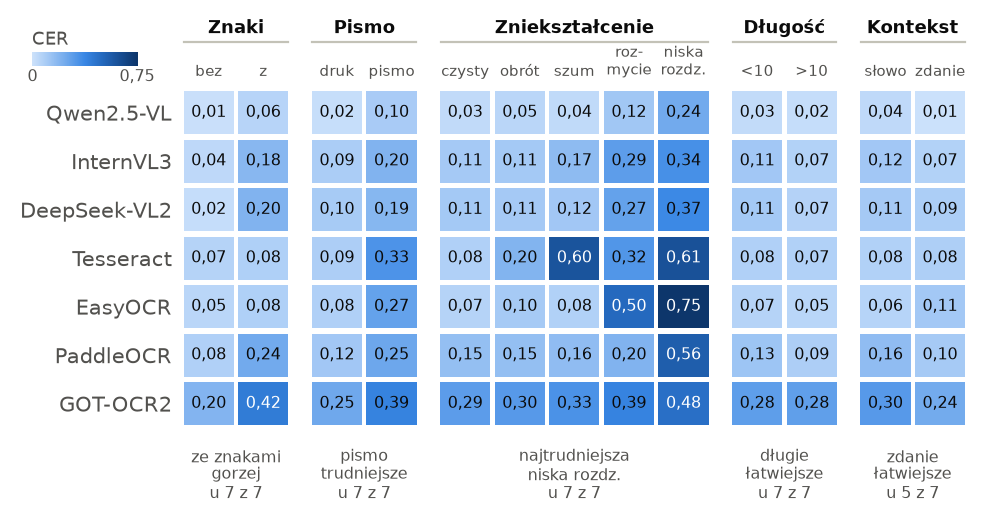 Znaki Pismo Zniekształcenie Długość Kontekst
CER
0 0,75
bez z druk pismo czysty obrót szum roz-mycie niska rozdz. <10 >10 słowo zdanie
Qwen2.5-VL 0,01 0,06 0,02 0,10 0,03 0,05 0,04 0,12 0,24 0,03 0,02 0,04 0,01
InternVL3 0,04 0,18 0,09 0,20 0,11 0,11 0,17 0,29 0,34 0,11 0,07 0,12 0,07
DeepSeek-VL2 0,02 0,20 0,10 0,19 0,11 0,11 0,12 0,27 0,37 0,11 0,07 0,11 0,09
Tesseract 0,07 0,08 0,09 0,33 0,08 0,20 0,60 0,32 0,61 0,08 0,07 0,08 0,08
EasyOCR 0,05 0,08 0,08 0,27 0,07 0,10 0,08 0,50 0,75 0,07 0,05 0,06 0,11
PaddleOCR 0,08 0,24 0,12 0,25 0,15 0,15 0,16 0,20 0,56 0,13 0,09 0,16 0,10
GOT-OCR2 0,20 0,42 0,25 0,39 0,29 0,30 0,33 0,39 0,48 0,28 0,28 0,30 0,24
ze znakami pismo najtrudniejsza długie zdanie
gorzej trudniejsze niska rozdz. łatwiejsze łatwiejsze
u 7 z 7 u 7 z 7 u 7 z 7 u 7 z 7 u 5 z 7